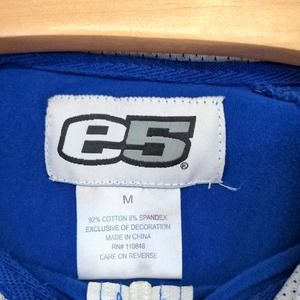 e5
M
92% COTTON 8% SPANDEX
EXCLUSIVE OF DECORATION
MADE IN CHINA
RN# 110848
CARE ON REVERSE